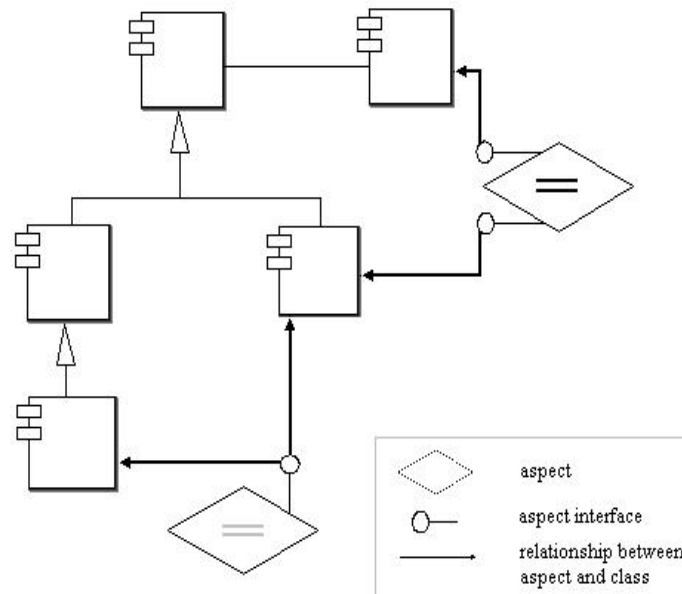 aspect
aspect interface
relationship between
aspect and class